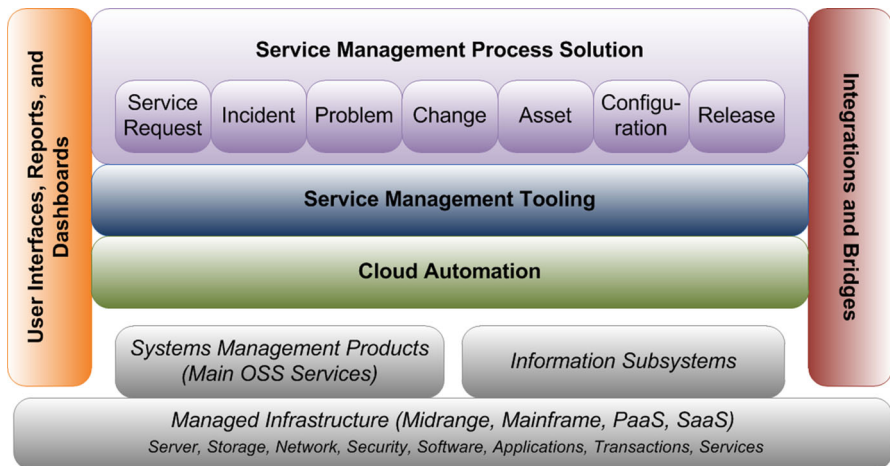 User Interfaces, Reports, and
Dashboards
Service Management Process Solution
Service
Request
Incident
Problem
Change
Asset
Configu-
ration
Release
Service Management Tooling
Cloud Automation
Integrations and Bridges
Systems Management Products
(Main OSS Services)
Information Subsystems
Managed Infrastructure (Midrange, Mainframe, PaaS, SaaS)
Server, Storage, Network, Security, Software, Applications, Transactions, Services